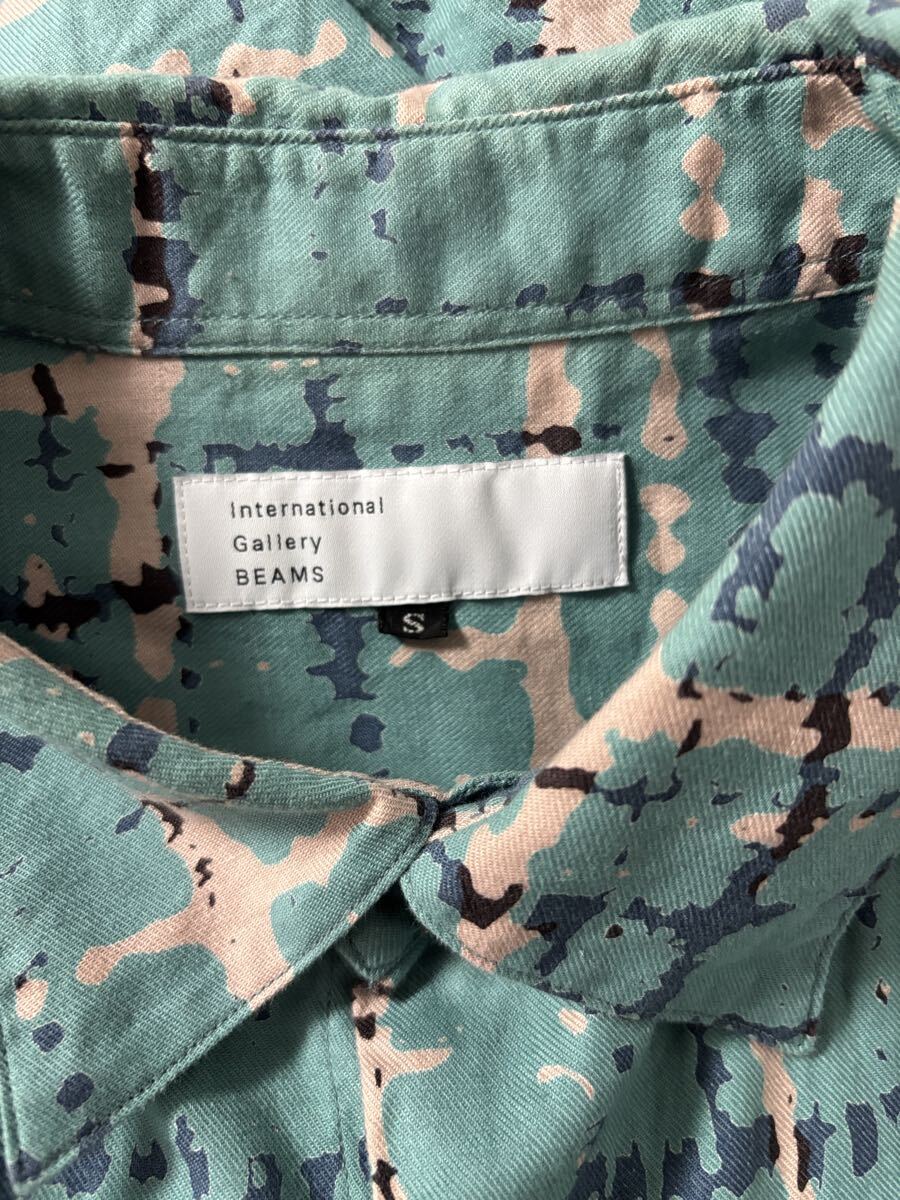 International
Gallery
BEAMS
S